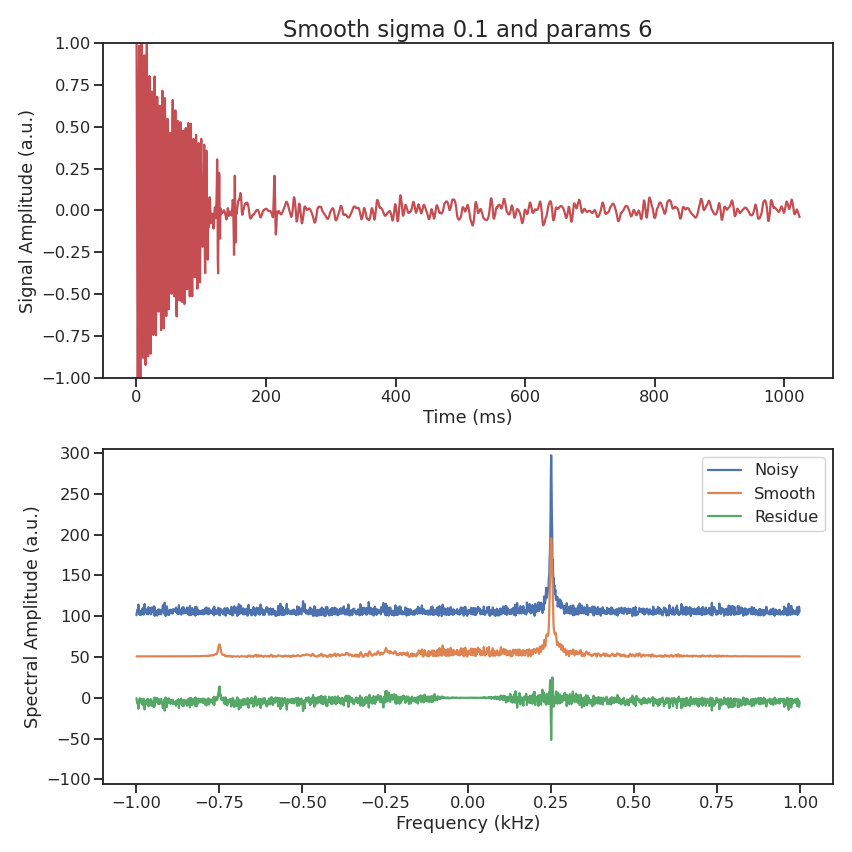 Smooth sigma 0.1 and params 6
1.00
0.75
0.50
0.25
0.00
−0.25
−0.50
−0.75
−1.00
Signal Amplitude (a.u.)
0 200 400 600 800 1000
Time (ms)
300
250
200
150
100
50
0
−50
−100
Spectral Amplitude (a.u.)
Noisy
Smooth
Residue
−1.00 −0.75 −0.50 −0.25 0.00 0.25 0.50 0.75 1.00
Frequency (kHz)